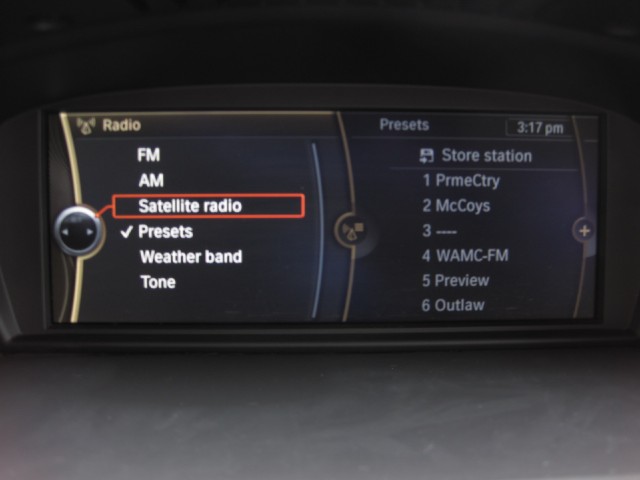 Radio
FM
AM
Satellite radio
Presets
Weather band
Tone
Presets
3:17 pm
Store station
1 PrmeCtry
2 McCoys
3 ----
4 WAMC-FM
5 Preview
6 Outlaw